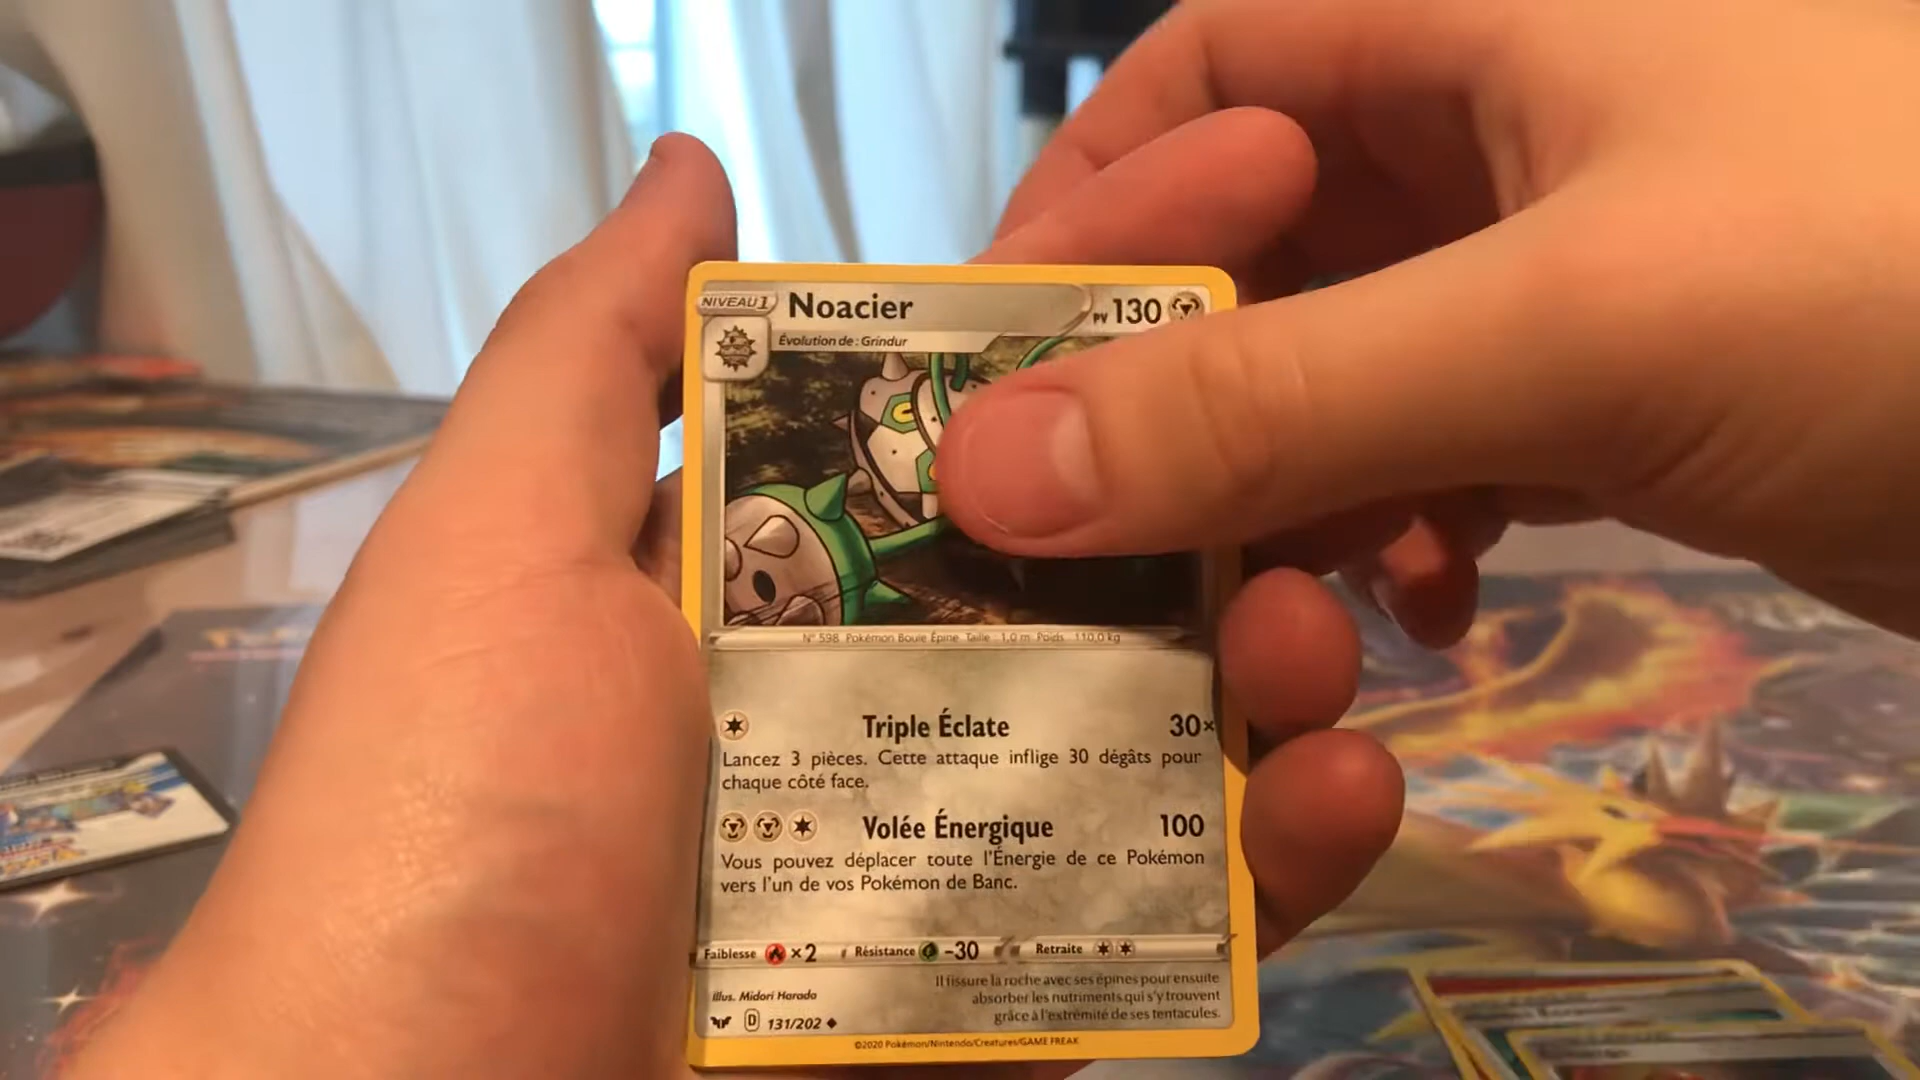 NIVEAU 1 Noacier PV 130
Évolution de : Grindur
N° 598 Pokémon Boule Épine Taille : 1,0 m Poids : 110,0 kg
Triple Éclate 30×
Lancez 3 pièces. Cette attaque inflige 30 dégâts pour
chaque côté face.
Volée Énergique 100
Vous pouvez déplacer toute l'Énergie de ce Pokémon
vers l'un de vos Pokémon de Banc.
Faiblesse ×2 Résistance -30 Retraite
Il fissure la roche avec ses épines pour ensuite
absorber les nutriments qui s'y trouvent
grâce à l'extrémité de ses tentacules.
Illus. Midori Harada
D 131/202
©2020 Pokémon/Nintendo/Creatures/GAME FREAK